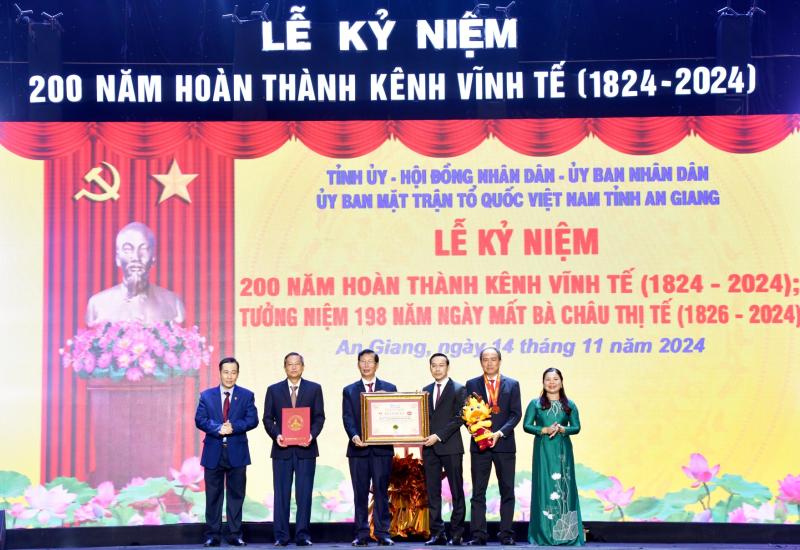 LỄ KỶ NIỆM
200 NĂM HOÀN THÀNH KÊNH VĨNH TẾ (1824-2024)
TỈNH ỦY - HỘI ĐỒNG NHÂN DÂN - ỦY BAN NHÂN DÂN
ỦY BAN MẶT TRẬN TỔ QUỐC VIỆT NAM TỈNH AN GIANG
LỄ KỶ NIỆM
200 NĂM HOÀN THÀNH KÊNH VĨNH TẾ (1824 - 2024);
TƯỞNG NIỆM 198 NĂM NGÀY MẤT BÀ CHÂU THỊ TẾ (1826 - 2024)
An Giang, ngày 14 tháng 11 năm 2024